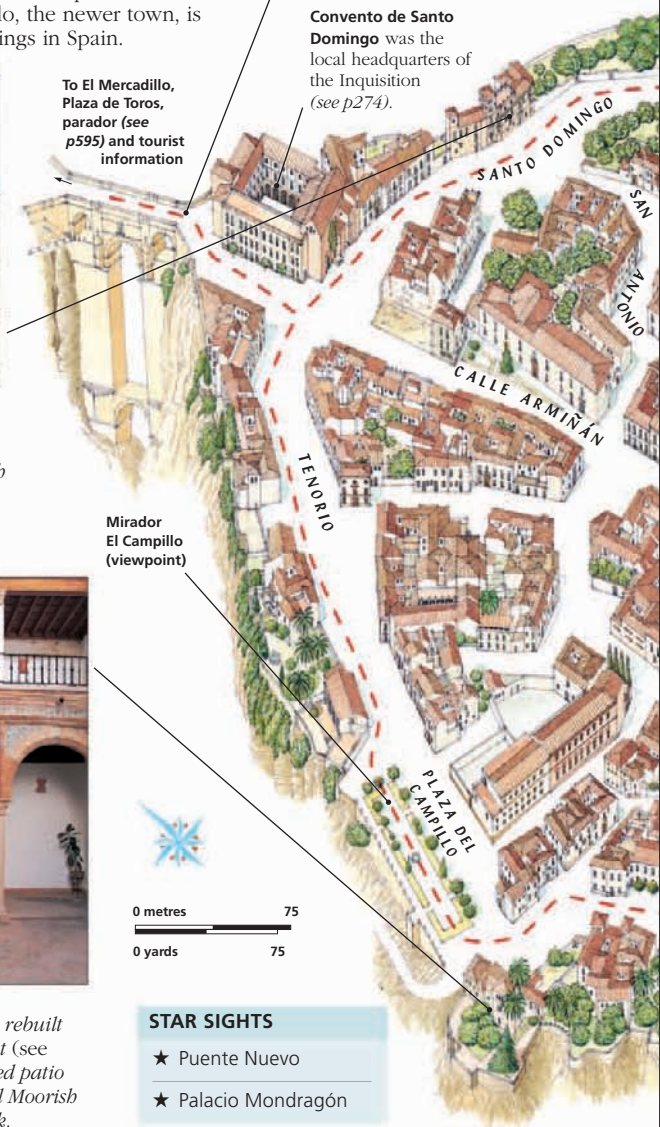 lo, the newer town, is
ings in Spain.
Convento de Santo
Domingo was the
local headquarters of
the Inquisition
(see p274).
To El Mercadillo,
Plaza de Toros,
parador (see
p595) and tourist
information
SANTO DOMINGO
SAN
ANTONIO
CALLE ARMIÑÁN
TENORIO
Mirador
El Campillo
(viewpoint)
PLAZA DEL
CAMPILLO
0 metres 75
0 yards 75
rebuilt
t (see
ed patio
l Moorish
k.
STAR SIGHTS
★ Puente Nuevo
★ Palacio Mondragón